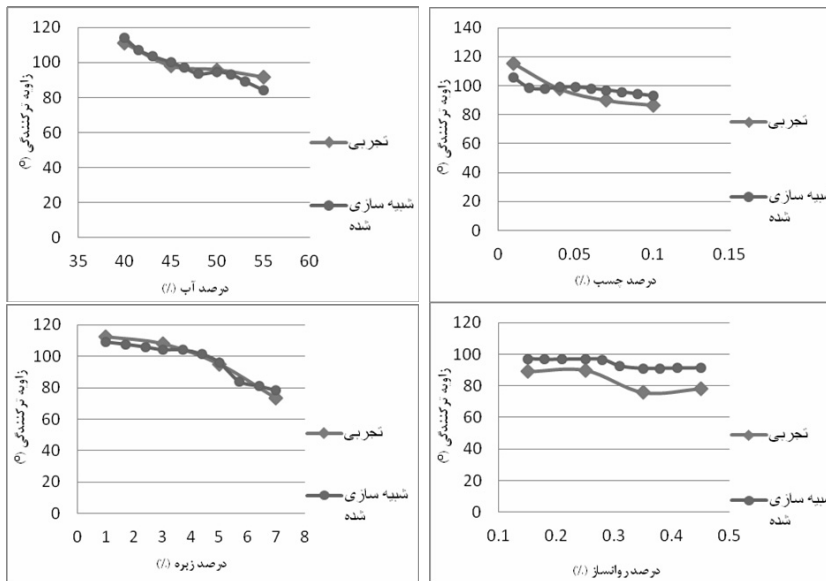 120
100
80
60
40
20
0
35
40
45
50
55
60
زاویه ترکنندگی (º)
درصد آب (٪)
تجربی
شبیه سازی
شده
140
120
100
80
60
40
20
0
0
0.05
0.1
0.15
زاویه ترکنندگی (º)
درصد چسب (٪)
تجربی
شبیه سازی
شده
120
100
80
60
40
20
0
0
1
2
3
4
5
6
7
8
زاویه ترکنندگی (º)
درصد زبره (٪)
تجربی
شبیه سازی
شده
120
100
80
60
40
20
0
0.1
0.2
0.3
0.4
0.5
زاویه ترکنندگی (º)
درصد روانساز (٪)
تجربی
شبیه سازی
شده